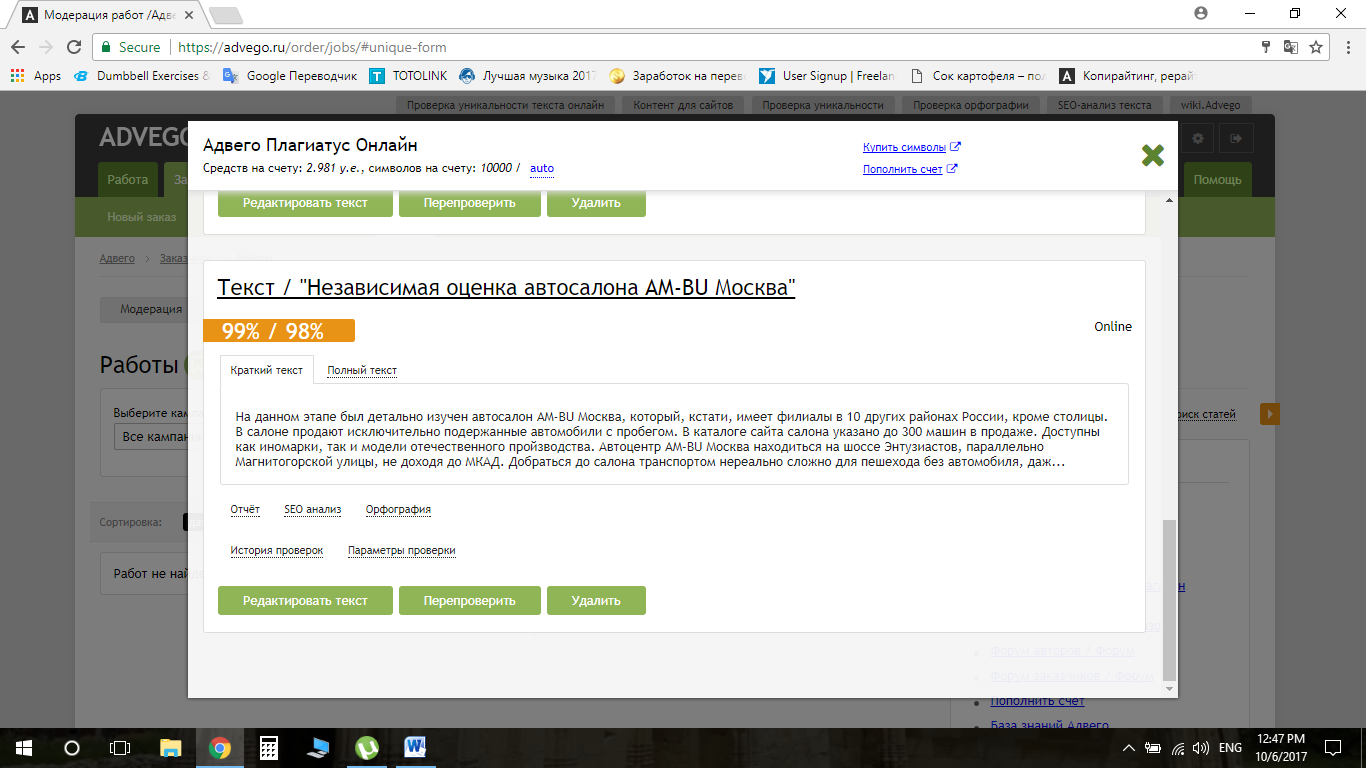 Модерация работ /Адве
Secure https://advego.ru/order/jobs/#unique-form
Apps Dumbbell Exercises & Google Переводчик TOTOLINK Лучшая музыка 2017 Заработок на перев User Signup | Freelan Сок картофеля – пол Копирайтинг, рерайт
Проверка уникальности текста онлайн Контент для сайтов Проверка уникальности Проверка орфографии SEO-анализ текста wiki.Advego
ADVEGO
Адвего Плагиатус Онлайн
Средств на счету: 2.981 у.е., символов на счету: 10000 / auto
Купить символы
Пополнить счет
Работа За Помощь
Редактировать текст Перепроверить Удалить
Новый заказ
Адвего Заказ
Текст / "Независимая оценка автосалона AM-BU Москва"
Модерация
99% / 98% Online
Работы
Краткий текст Полный текст
Выберите кам
Все кампан
риск статей
На данном этапе был детально изучен автосалон AM-BU Москва, который, кстати, имеет филиалы в 10 других районах России, кроме столицы.
В салоне продают исключительно подержанные автомобили с пробегом. В каталоге сайта салона указано до 300 машин в продаже. Доступны
как иномарки, так и модели отечественного пройзводства. Автоцентр AM-BU Москва находиться на шоссе Энтузиастов, параллельно
Магнитогорской улицы, не доходя до МКАД. Добраться до салона транспортом нереально сложно для пешехода без автомобиля, даж...
Отчёт SEO анализ Орфография
Сортировка:
История проверок Параметры проверки
Работ не най
Редактировать текст Перепроверить Удалить
Форум авторов / Форум
Форум заказчиков / Форум
Пополнить счет
База знаний Адвего
ENG
12:47 PM
10/6/2017